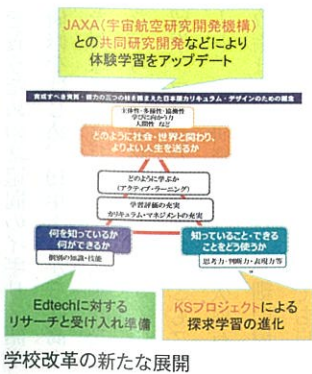 JAXA(宇宙航空研究開発機構)
との共同研究開発などにより
体験学習をアップデート
育成すべき資質・能力の三つの柱を踏まえた日本版カリキュラム・デザインのための概念
主体性・多様性・協働性
学びに向かう力
人間性 など
どのように社会・世界と関わり、
よりよい人生を送るか
どのように学ぶか
(アクティブ・ラーニング)
学習評価の充実
カリキュラム・マネジメントの充実
何を知っているか
何ができるか
個別の知識・技能
知っていること・できる
ことをどう使うか
思考力・判断力・表現力等
Edtechに対する
リサーチと受け入れ準備
KSプロジェクトによる
探求学習の進化
学校改革の新たな展開